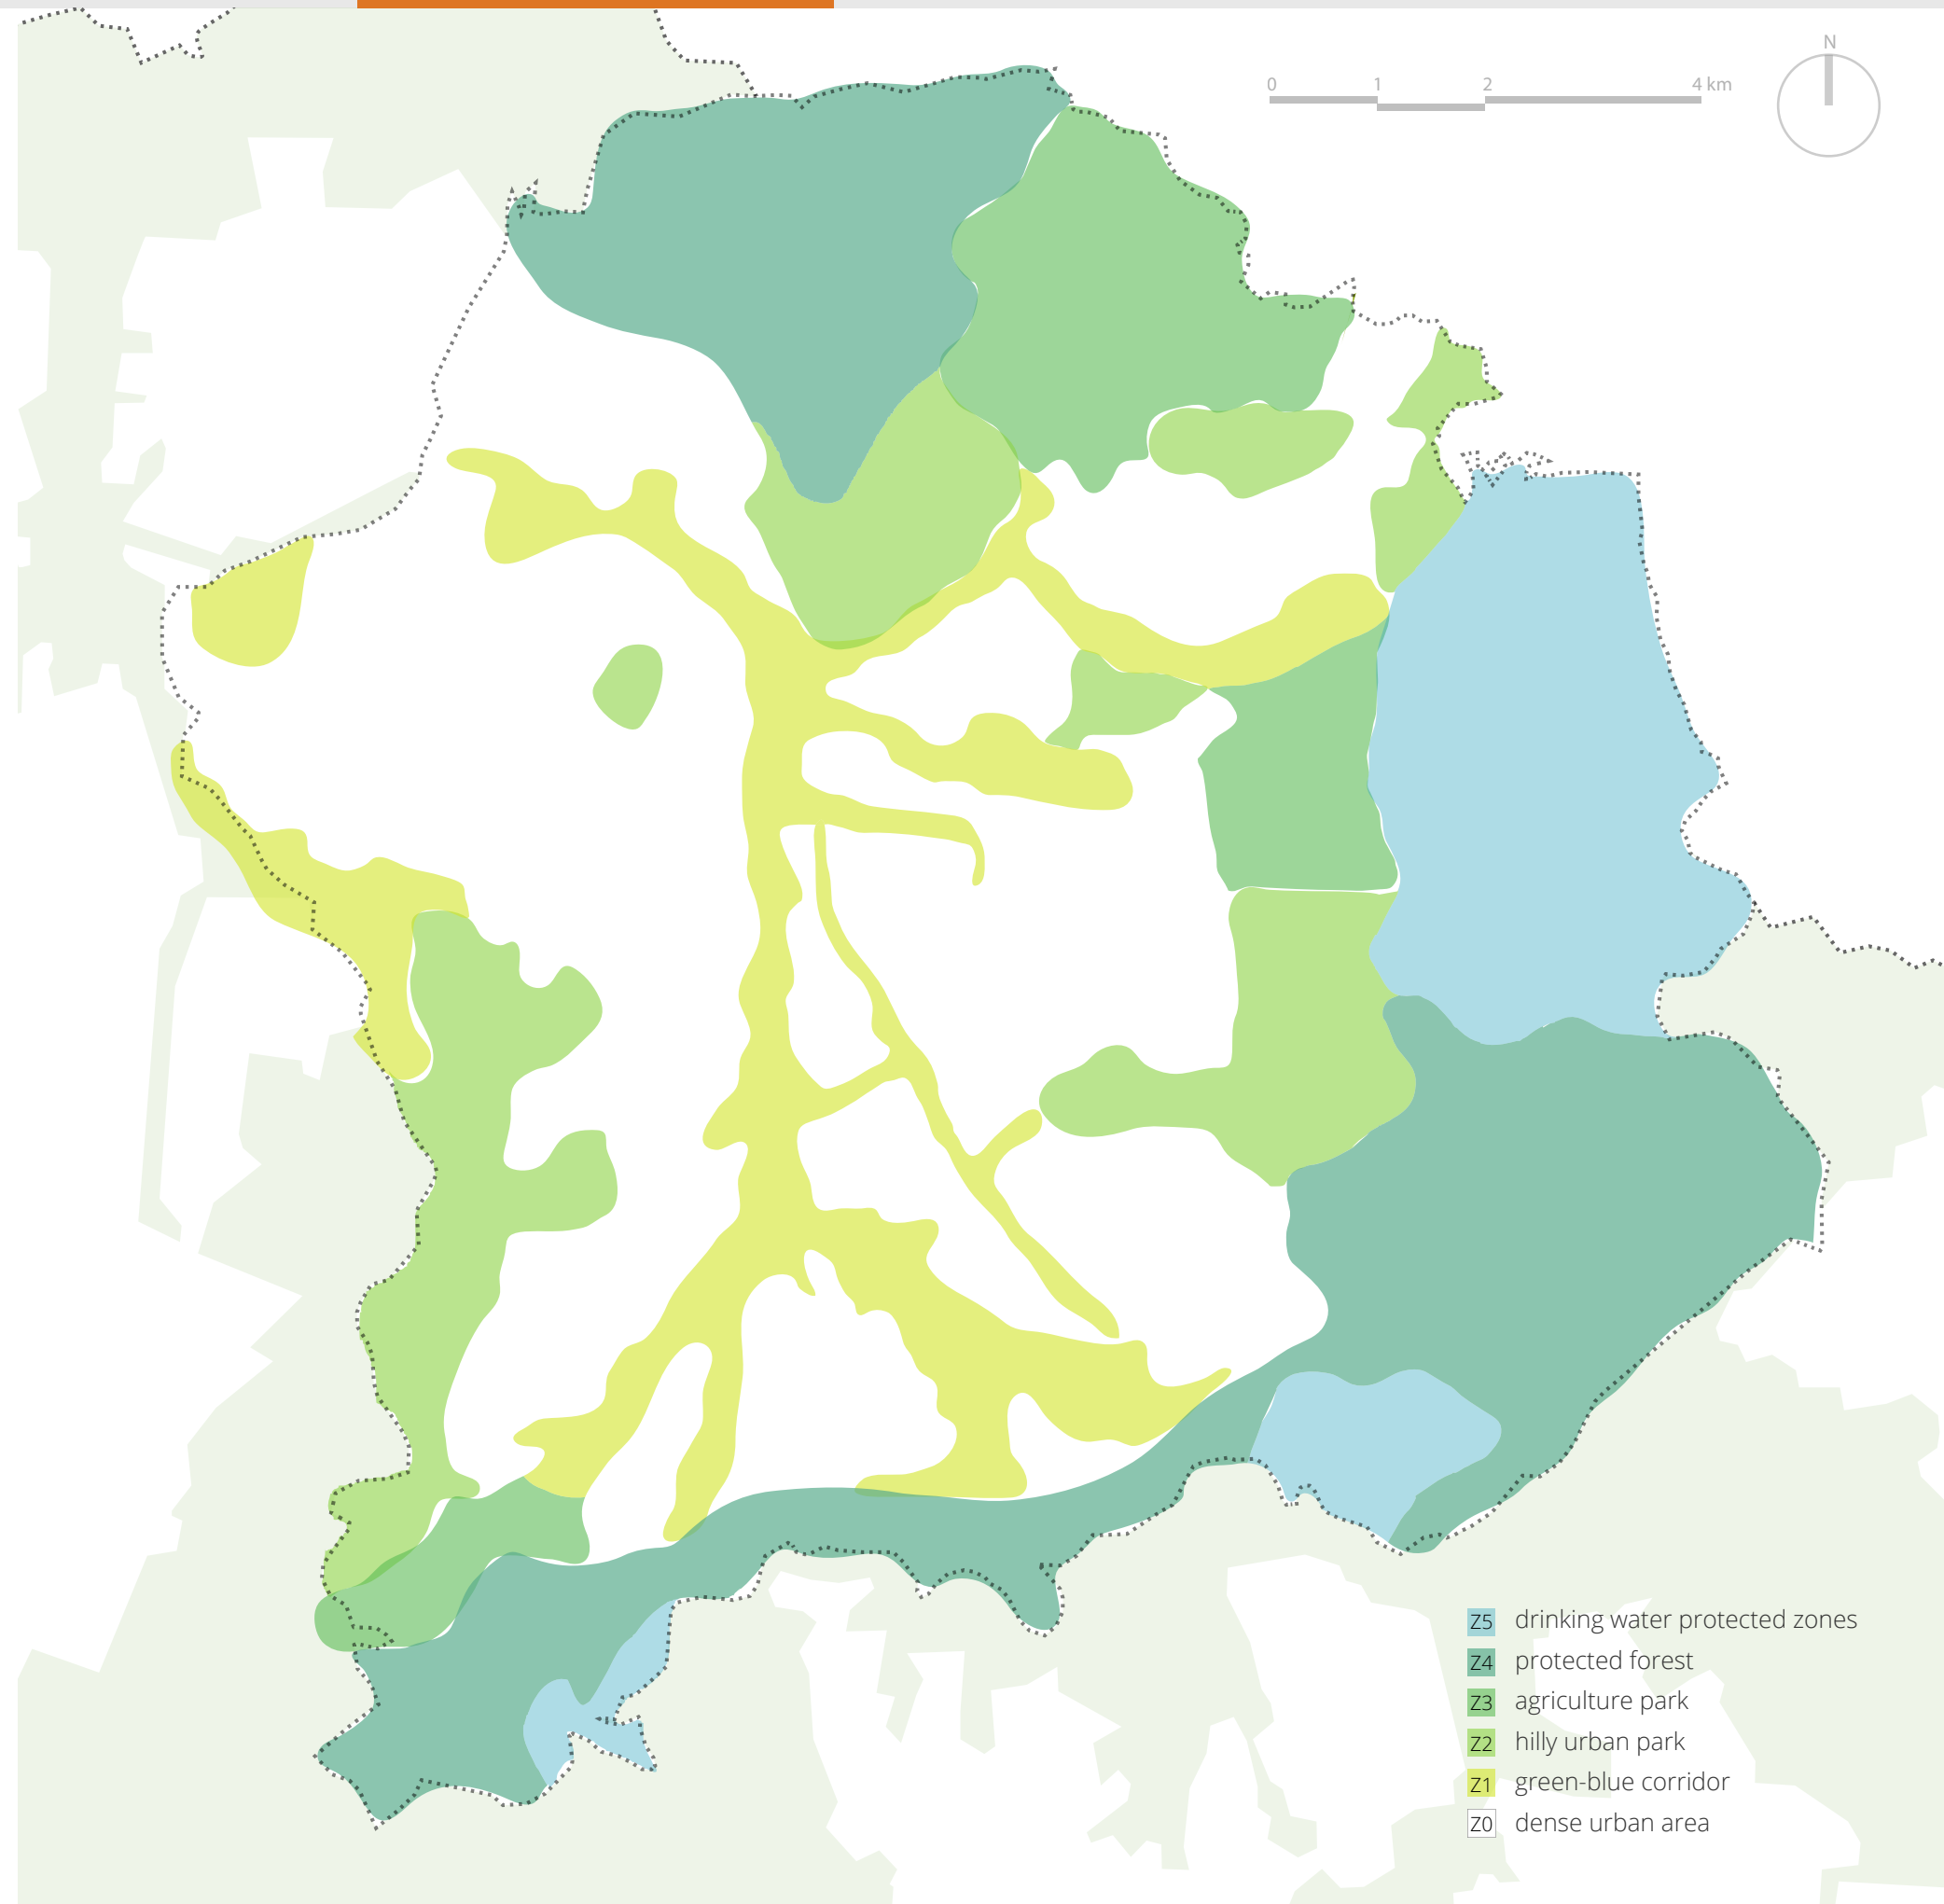 N
0 1 2 4 km
Z5 drinking water protected zones
Z4 protected forest
Z3 agriculture park
Z2 hilly urban park
Z1 green-blue corridor
Z0 dense urban area